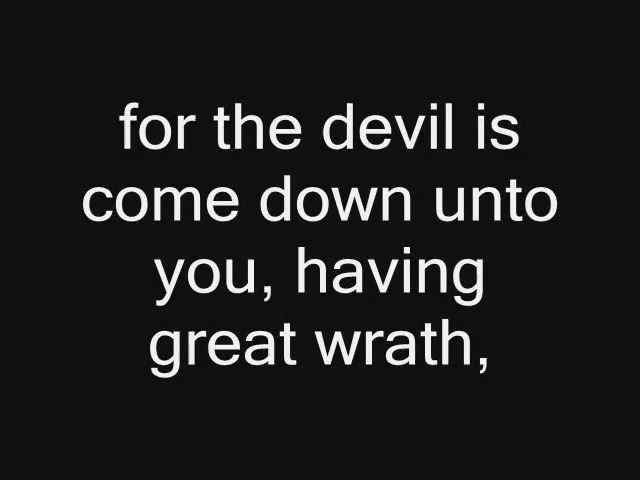 for the devil is
come down unto
you, having
great wrath,